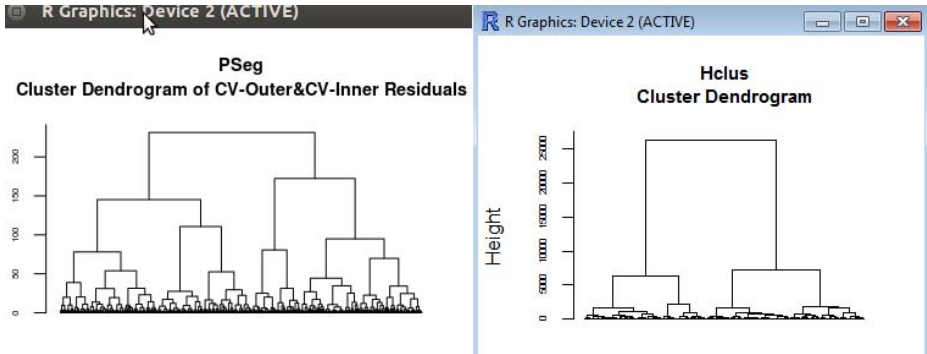 R Graphics: Device 2 (ACTIVE)
PSeg
Cluster Dendrogram of CV-Outer&CV-Inner Residuals
200
150
100
50
0
R Graphics: Device 2 (ACTIVE)
Hclus
Cluster Dendrogram
Height
25000
20000
15000
10000
5000
0